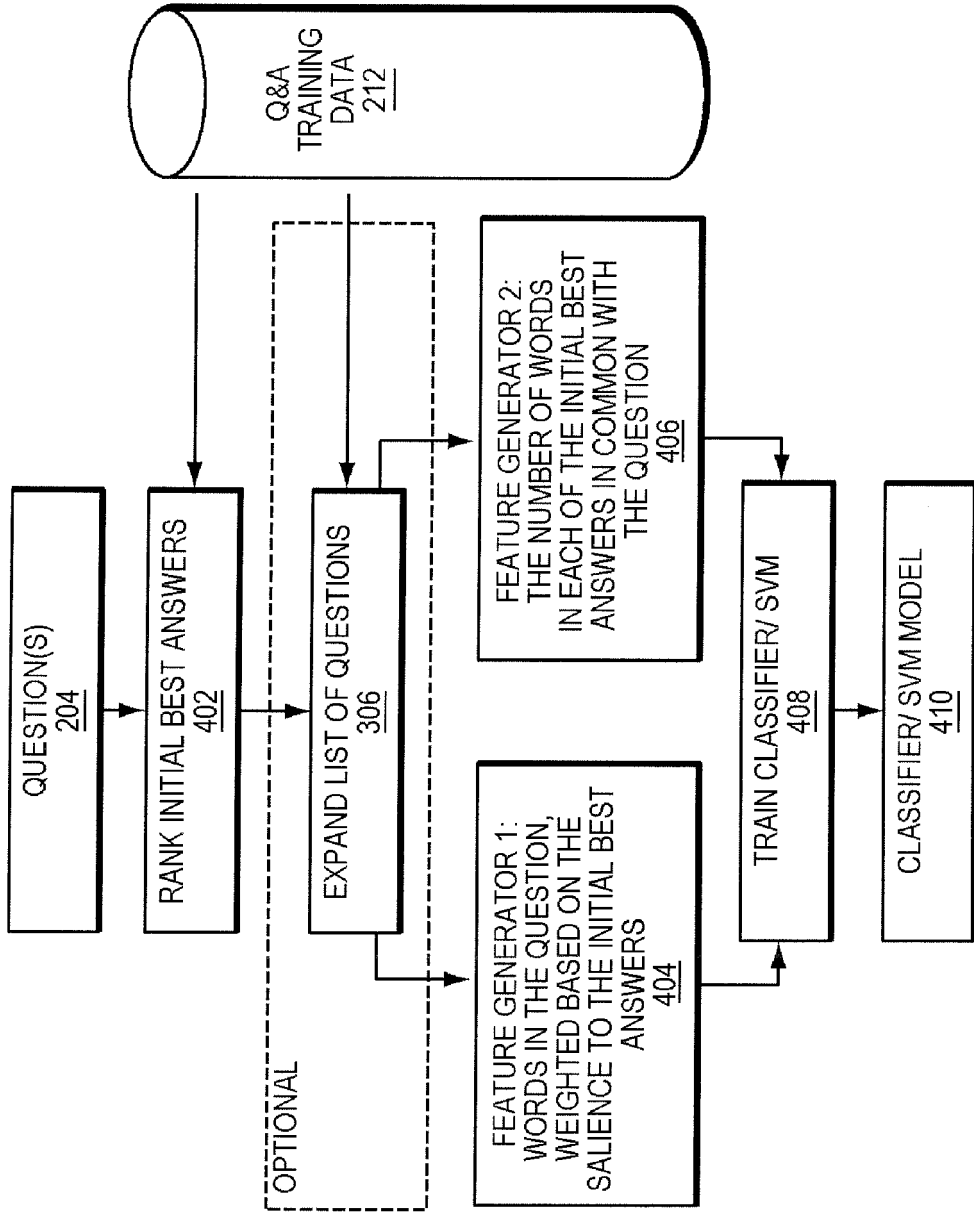 QUESTION(S)
204
RANK INITIAL BEST ANSWERS
402
OPTIONAL
EXPAND LIST OF QUESTIONS
306
Q&A
TRAINING
DATA
212
FEATURE GENERATOR 1:
WORDS IN THE QUESTION,
WEIGHTED BASED ON THE
SALIENCE TO THE INITIAL BEST
ANSWERS
404
FEATURE GENERATOR 2:
THE NUMBER OF WORDS
IN EACH OF THE INITIAL BEST
ANSWERS IN COMMON WITH
THE QUESTION
406
TRAIN CLASSIFIER/ SVM
408
CLASSIFIER/ SVM MODEL
410